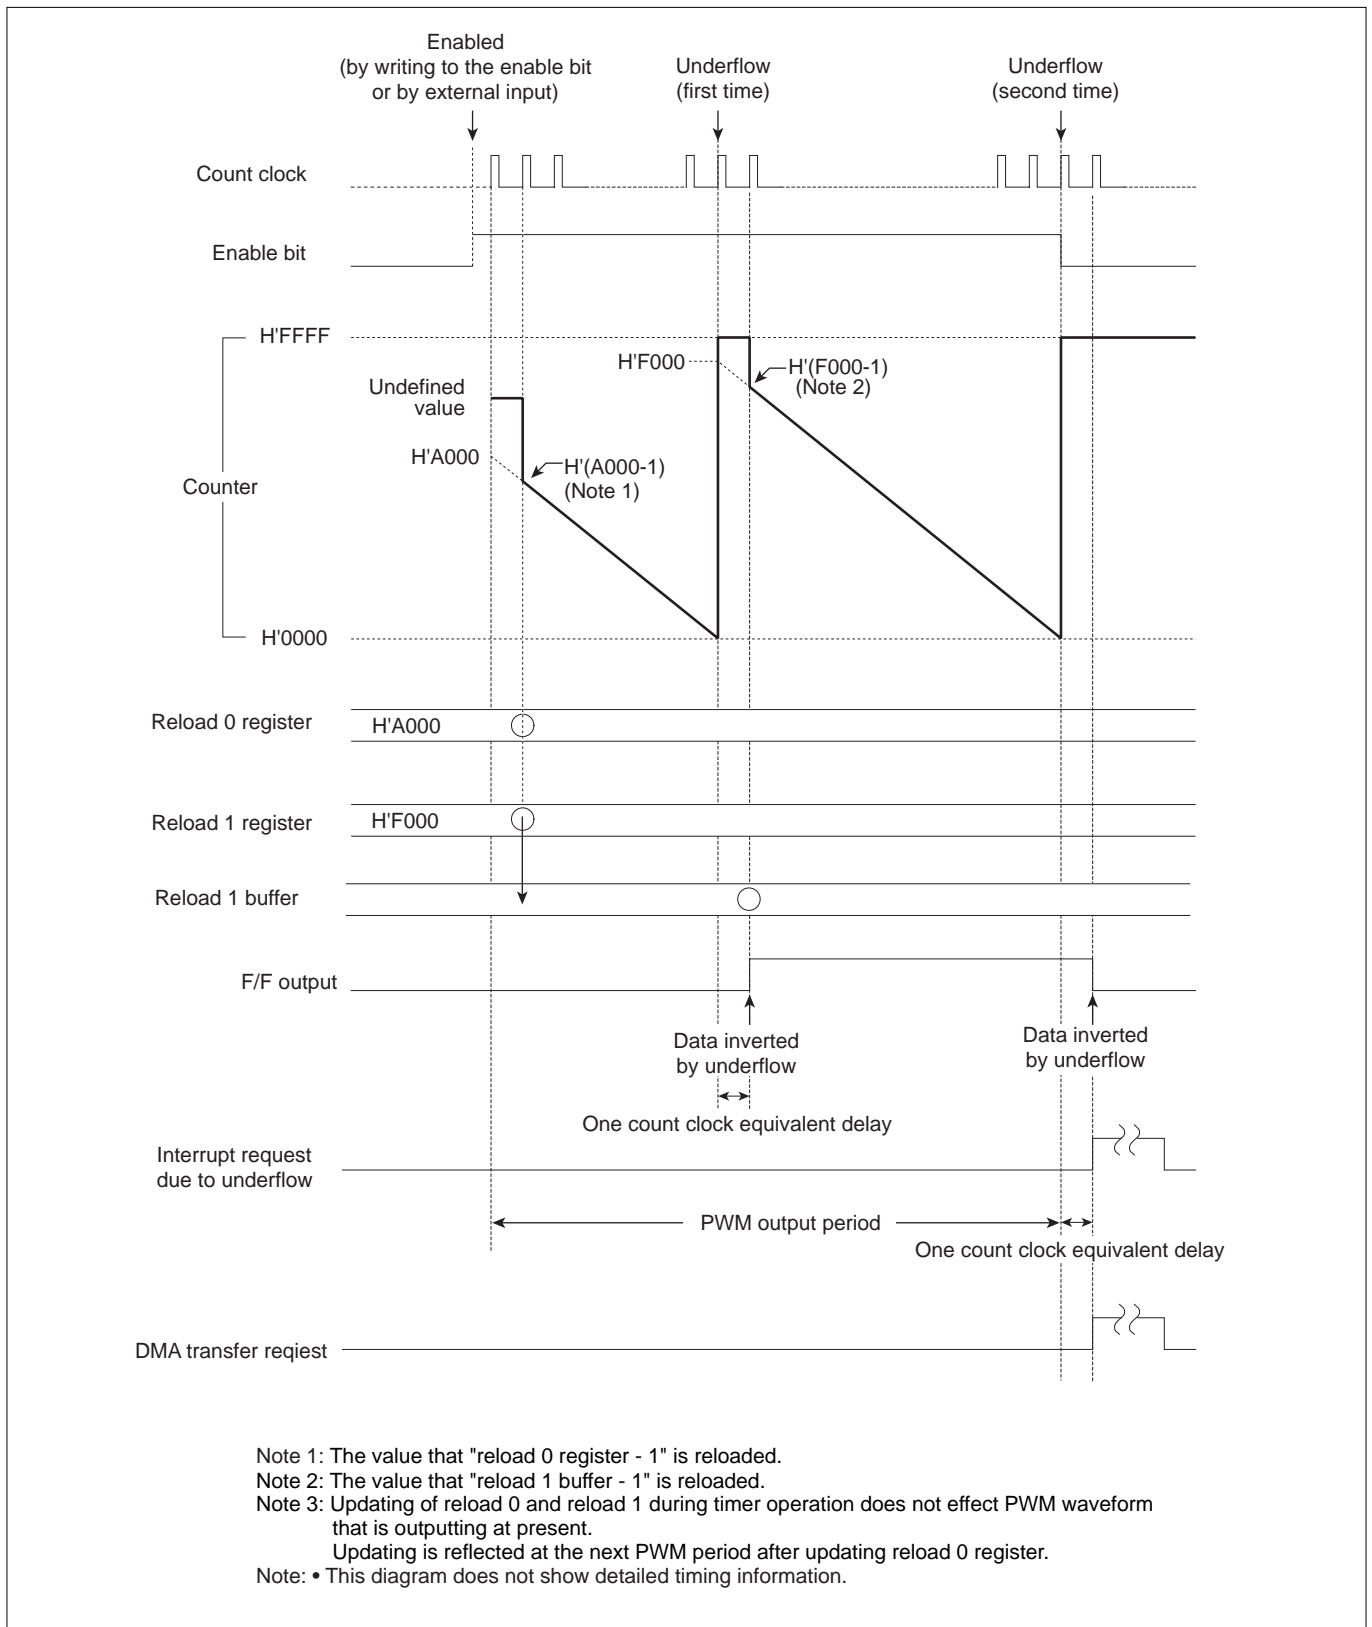 Enabled
(by writing to the enable bit
or by external input)
Underflow
(first time)
Underflow
(second time)
Count clock
Enable bit
H'FFFF
H'F000
H'(F000-1)
(Note 2)
Undefined
value
H'A000
H'(A000-1)
(Note 1)
Counter
H'0000
Reload 0 register
H'A000
Reload 1 register
H'F000
Reload 1 buffer
F/F output
Data inverted
by underflow
Data inverted
by underflow
One count clock equivalent delay
Interrupt request
due to underflow
PWM output period
One count clock equivalent delay
DMA transfer reqiest
Note 1: The value that "reload 0 register - 1" is reloaded.
Note 2: The value that "reload 1 buffer - 1" is reloaded.
Note 3: Updating of reload 0 and reload 1 during timer operation does not effect PWM waveform
that is outputting at present.
Updating is reflected at the next PWM period after updating reload 0 register.
Note: • This diagram does not show detailed timing information.